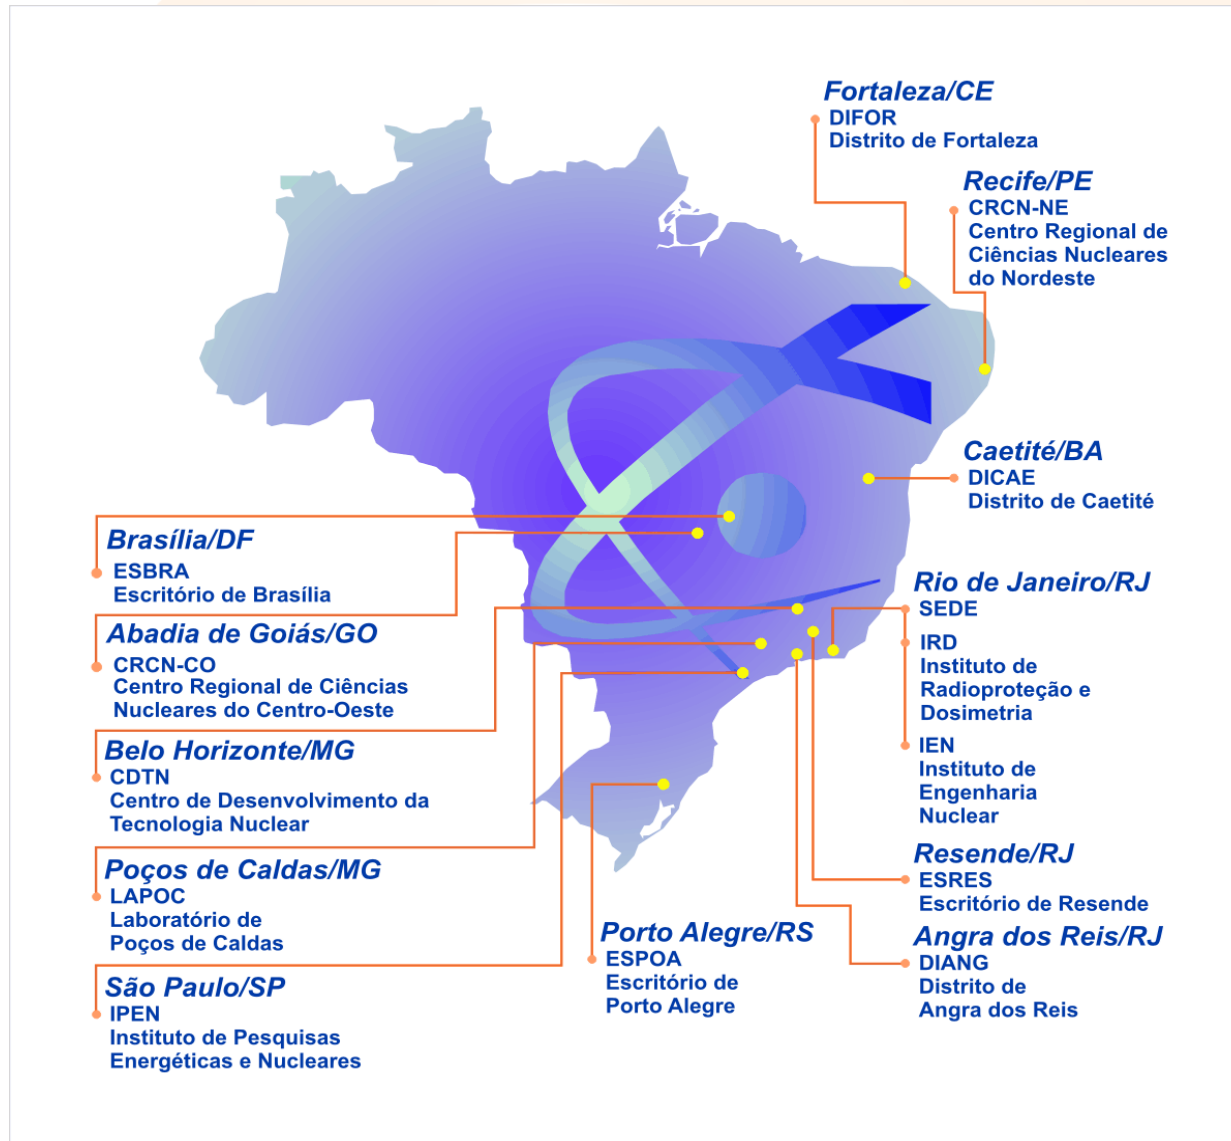 Fortaleza/CE
DIFOR
Distrito de Fortaleza
Recife/PE
CRCN-NE
Centro Regional de
Ciências Nucleares
do Nordeste
Caetité/BA
DICAE
Distrito de Caetité
Brasília/DF
ESBRA
Escritório de Brasília
Abadia de Goiás/GO
CRCN-CO
Centro Regional de Ciências
Nucleares do Centro-Oeste
Belo Horizonte/MG
CDTN
Centro de Desenvolvimento da
Tecnologia Nuclear
Poços de Caldas/MG
LAPOC
Laboratório de
Poços de Caldas
São Paulo/SP
IPEN
Instituto de Pesquisas
Energéticas e Nucleares
Porto Alegre/RS
ESPOA
Escritório de
Porto Alegre
Rio de Janeiro/RJ
SEDE
IRD
Instituto de
Radioproteção e
Dosimetria
IEN
Instituto de
Engenharia
Nuclear
Resende/RJ
ESRES
Escritório de Resende
Angra dos Reis/RJ
DIANG
Distrito de
Angra dos Reis